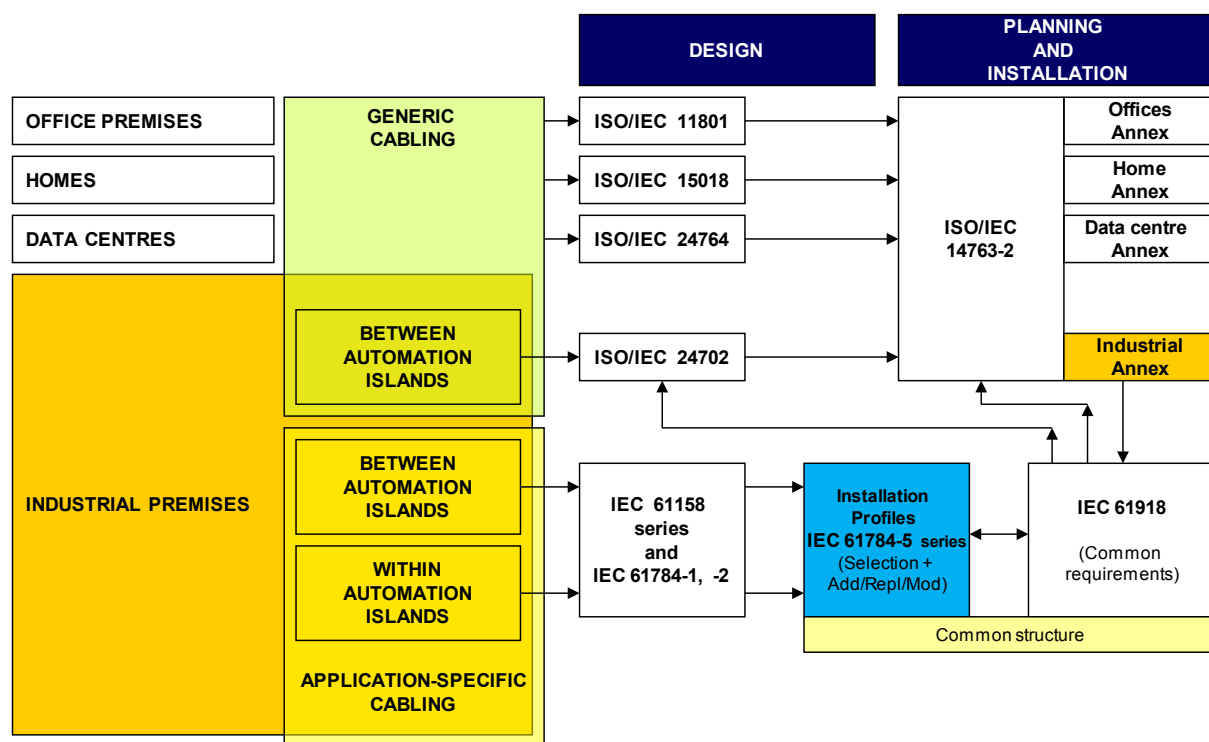 DESIGN
PLANNING
AND
INSTALLATION
OFFICE PREMISES
GENERIC
CABLING
ISO/IEC 11801
Offices
Annex
HOMES
ISO/IEC 15018
Home
Annex
DATA CENTRES
ISO/IEC 24764
ISO/IEC
14763-2
Data centre
Annex
BETWEEN
AUTOMATION
ISLANDS
ISO/IEC 24702
Industrial
Annex
INDUSTRIAL PREMISES
BETWEEN
AUTOMATION
ISLANDS
WITHIN
AUTOMATION
ISLANDS
APPLICATION-SPECIFIC
CABLING
IEC 61158
series
and
IEC 61784-1, -2
Installation
Profiles
IEC 61784-5 series
(Selection +
Add/Repl/Mod)
IEC 61918
(Common
requirements)
Common structure